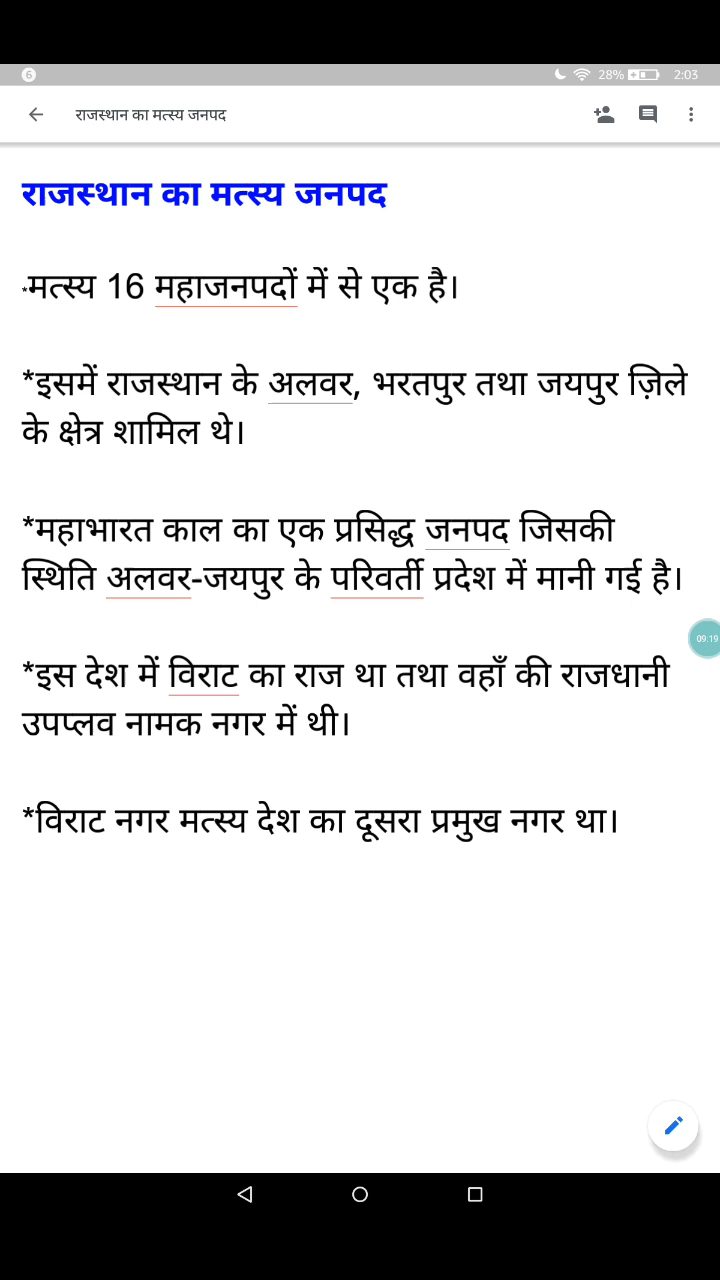 6
28%
2:03
राजस्थान का मत्स्य जनपद
राजस्थान का मत्स्य जनपद
*मत्स्य 16 महाजनपदों में से एक है।
*इसमें राजस्थान के अलवर, भरतपुर तथा जयपुर ज़िले
के क्षेत्र शामिल थे।
*महाभारत काल का एक प्रसिद्ध जनपद जिसकी
स्थिति अलवर-जयपुर के परिवर्ती प्रदेश में मानी गई है।
*इस देश में विराट का राज था तथा वहाँ की राजधानी
उपप्लव नामक नगर में थी।
*विराट नगर मत्स्य देश का दूसरा प्रमुख नगर था।
09:19